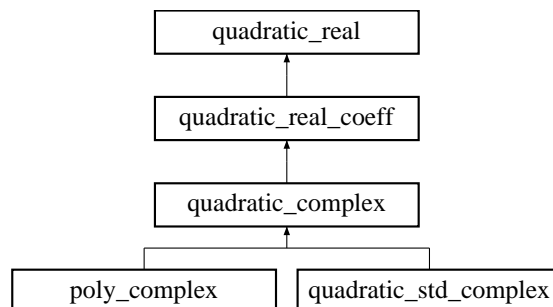 quadratic_real
quadratic_real_coeff
quadratic_complex
poly_complex quadratic_std_complex